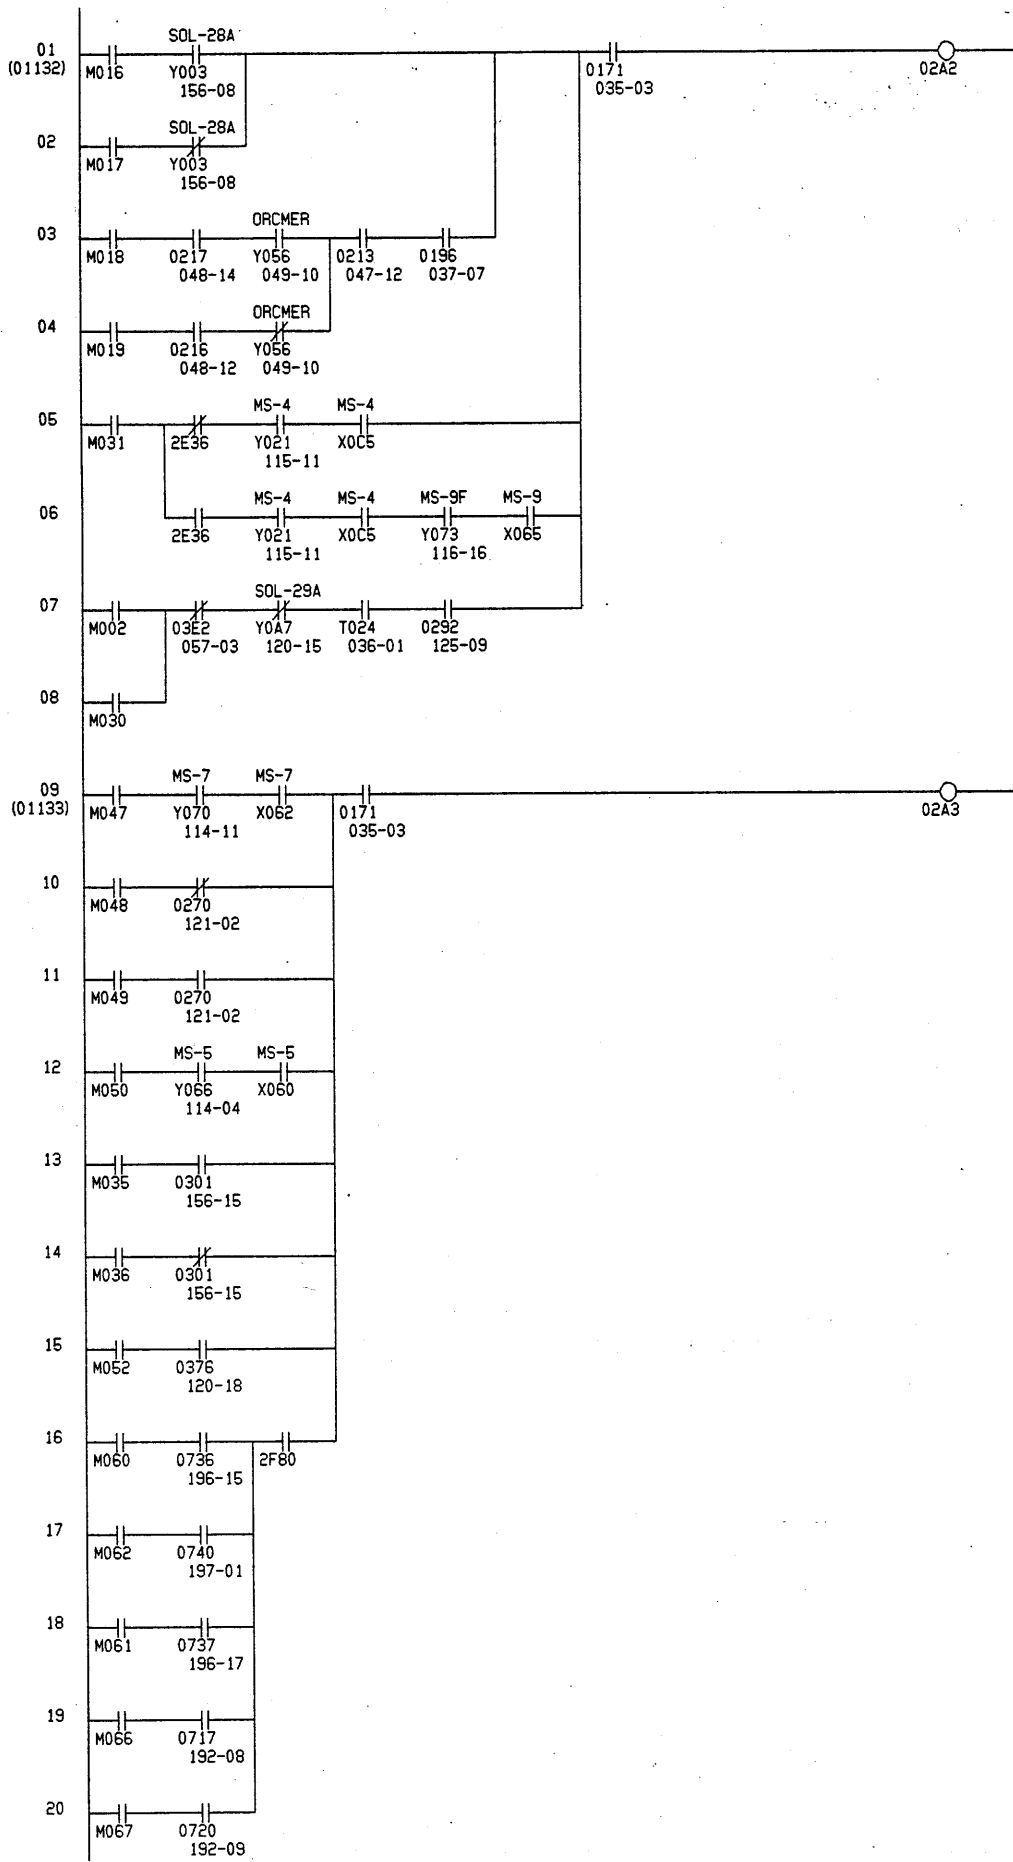 SOL-28A
01
(01132) M016 Y003 0171 02A2
156-08 035-03
SOL-28A
02
M017 Y003
156-08
ORCMER
03
M018 0217 Y056 0213 0196
048-14 049-10 047-12 037-07
ORCMER
04
M019 0216 Y056
048-12 049-10
MS-4 MS-4
05
M031 2E36 Y021 X0C5
115-11
MS-4 MS-4 MS-9F MS-9
06
2E36 Y021 X0C5 Y073 X065
115-11 116-16
SOL-29A
07
M002 03E2 Y0A7 T024 0292
057-03 120-15 036-01 125-09
08
M030
MS-7 MS-7
09
(01133) M047 Y070 X062 0171 02A3
114-11 035-03
10
M048 0270
121-02
11
M049 0270
121-02
MS-5 MS-5
12
M050 Y066 X060
114-04
13
M035 0301
156-15
14
M036 0301
156-15
15
M052 0376
120-18
16
M060 0736 2F80
196-15
17
M062 0740
197-01
18
M061 0737
196-17
19
M066 0717
192-08
20
M067 0720
192-09